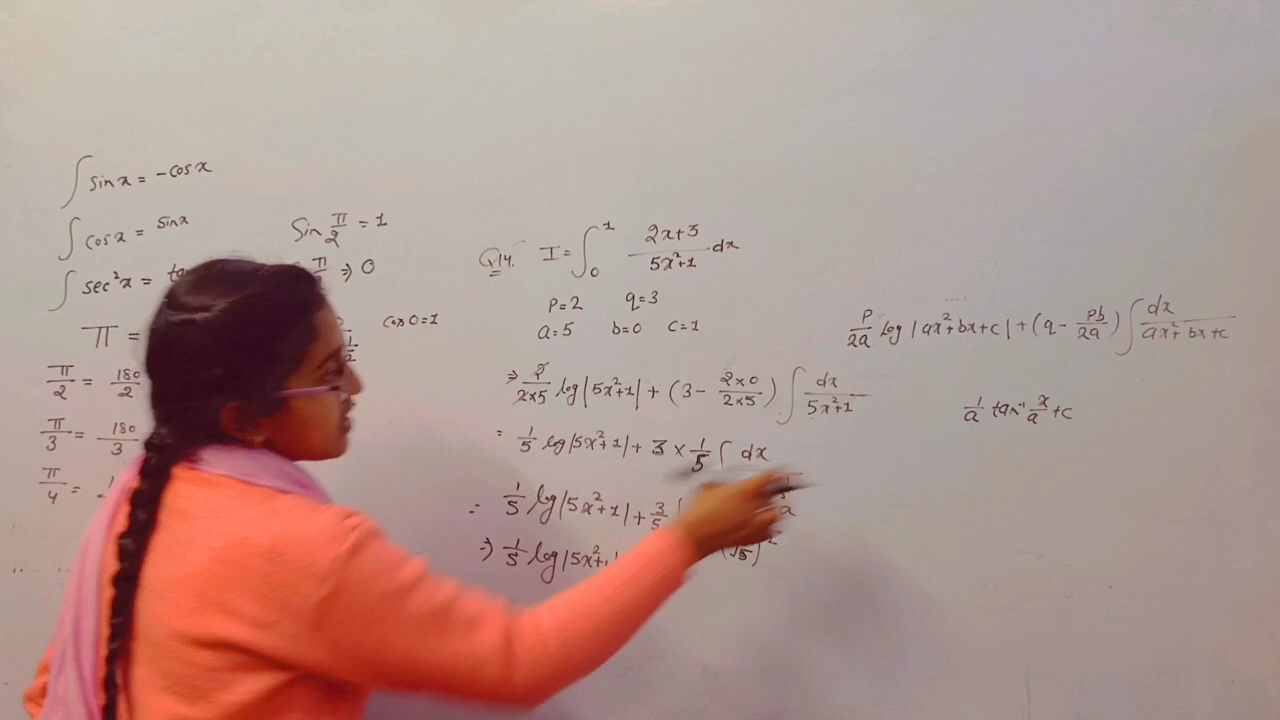 ∫ sin x = -cos x
∫ cos x = sin x
∫ sec²x =
π =
π/2 = 180/2
π/3 = 180/3
π/4 =
Sin π/2 = 1
π/2 ⇒ 0
cos 0 = 1
1/2
Q14. I = ∫₀¹ (2x+3)/(5x²+1) dx
P=2 q=3
a=5 b=0 c=1
⇒ 2/(2×5) log|5x²+1| + (3 - (2×0)/(2×5)) ∫ dx/(5x²+1)
= 1/5 log|5x²+1| + 3 × 1/5 ∫ dx
= 1/5 log|5x²+1| + 3/5
⇒ 1/5 log|5x²+1
P/2a log|ax²+bx+c| + (q - Pb/2a) ∫ dx/(ax²+bx+c)
1/a tan⁻¹ x/a + c